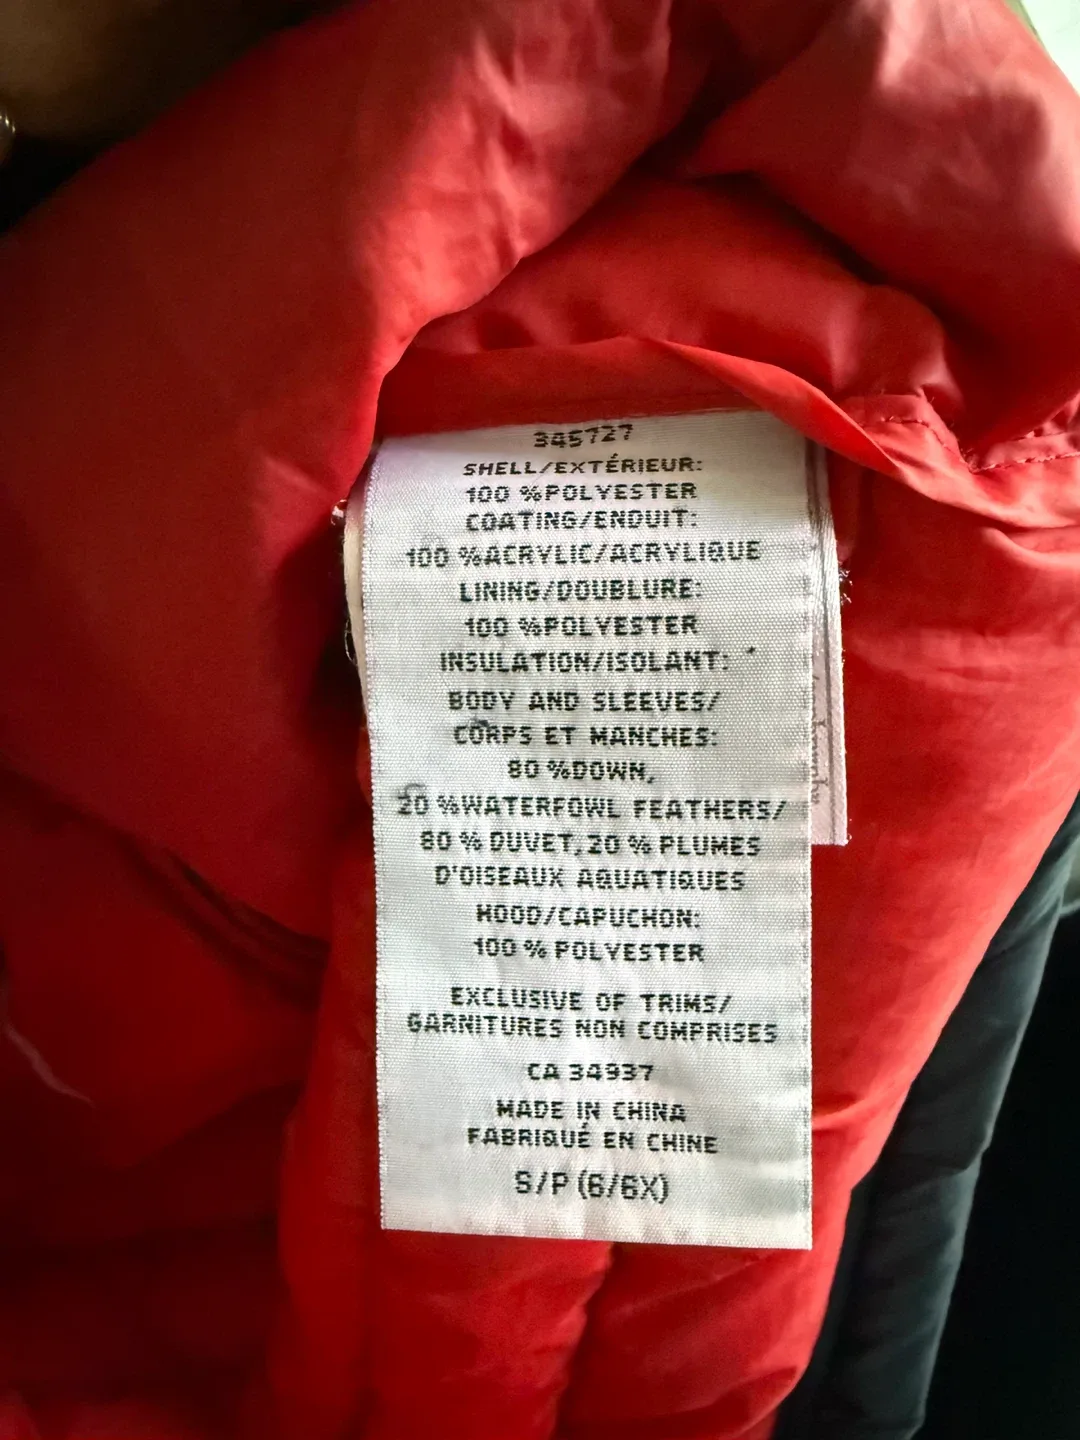 345727
SHELL/EXTÉRIEUR:
100 %POLYESTER
COATING/ENDUIT:
100 %ACRYLIC/ACRYLIQUE
LINING/DOUBLURE:
100 %POLYESTER
INSULATION/ISOLANT:
BODY AND SLEEVES/
CORPS ET MANCHES:
80 %DOWN,
20 %WATERFOWL FEATHERS/
80 % DUVET, 20 % PLUMES
D'OISEAUX AQUATIQUES
HOOD/CAPUCHON:
100 % POLYESTER
EXCLUSIVE OF TRIMS/
GARNITURES NON COMPRISES
CA 34937
MADE IN CHINA
FABRIQUÉ EN CHINE
S/P (6/6X)